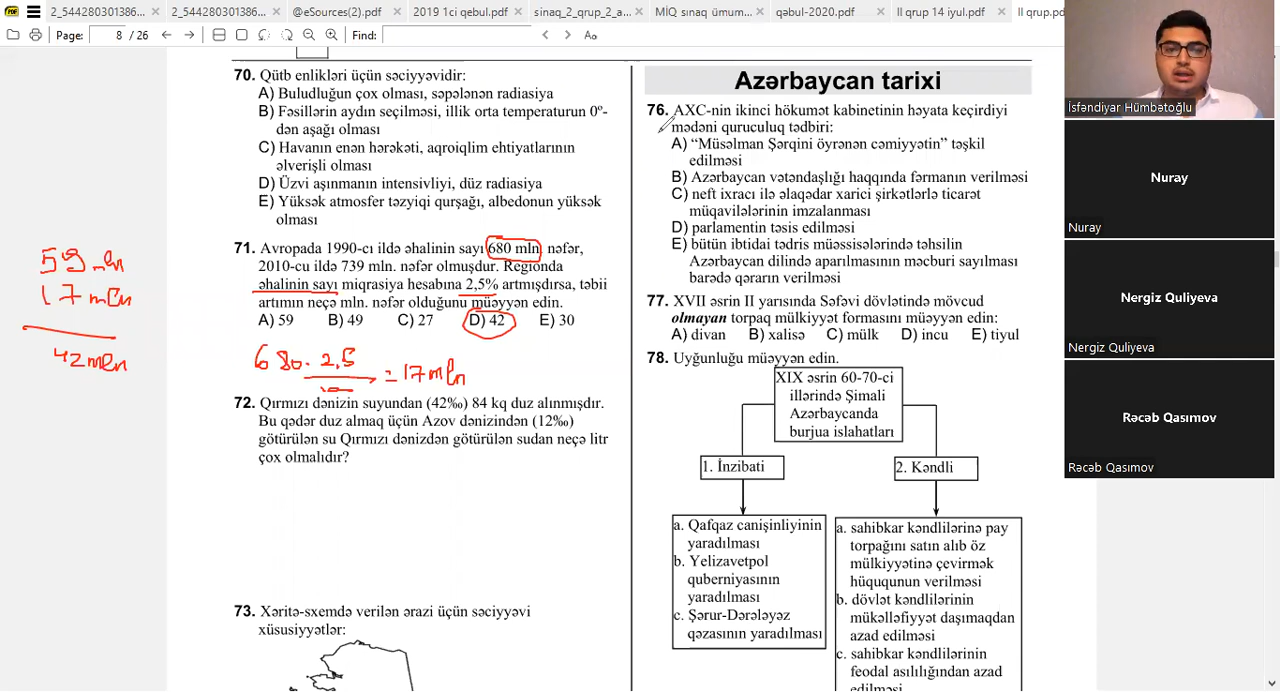 2_544280301386...
2_544280301386...
@eSources(2).pdf
2019 1ci qebul.pdf
sinaq_2_qrup_2_a...
MİQ sınaq ümum...
qəbul-2020.pdf
II qrup 14 iyul.pdf
II qrup.pd
Page: 8 / 26
Find:
70. Qütb enlikləri üçün səciyyəvidir:
A) Buludluğun çox olması, səpələnən radiasiya
B) Fəsillərin aydın seçilməsi, illik orta temperaturun 0º-
dən aşağı olması
C) Havanın enən hərəkəti, aqroiqlim ehtiyatlarının
əlverişli olması
D) Üzvi aşınmanın intensivliyi, düz radiasiya
E) Yüksək atmosfer təzyiqi qurşağı, albedonun yüksək
olması
71. Avropada 1990-cı ildə əhalinin sayı 680 mln. nəfər,
2010-cu ildə 739 mln. nəfər olmuşdur. Regionda
əhalinin sayı miqrasiya hesabına 2,5% artmışdırsa, təbii
artımın neçə mln. nəfər olduğunu müəyyən edin.
A) 59 B) 49 C) 27 D) 42 E) 30
59 mln
17 mln
42 mln
680 · 2,5
= 17 mln
72. Qırmızı dənizin suyundan (42‰) 84 kq duz alınmışdır.
Bu qədər duz almaq üçün Azov dənizindən (12‰)
götürülən su Qırmızı dənizdən götürülən sudan neçə litr
çox olmalıdır?
73. Xəritə-sxemdə verilən ərazi üçün səciyyəvi
xüsusiyyətlər:
Azərbaycan tarixi
76. AXC-nin ikinci hökumət kabinetinin həyata keçirdiyi
mədəni quruculuq tədbiri:
A) “Müsəlman Şərqini öyrənən cəmiyyətin” təşkil
edilməsi
B) Azərbaycan vətəndaşlığı haqqında fərmanın verilməsi
C) neft ixracı ilə əlaqədar xarici şirkətlərlə ticarət
müqavilələrinin imzalanması
D) parlamentin təsis edilməsi
E) bütün ibtidai tədris müəssisələrində təhsilin
Azərbaycan dilində aparılmasının məcburi sayılması
barədə qərarın verilməsi
77. XVII əsrin II yarısında Səfəvi dövlətində mövcud
olmayan torpaq mülkiyyət formasını müəyyən edin:
A) divan B) xalisə C) mülk D) incu E) tiyul
78. Uyğunluğu müəyyən edin.
XIX əsrin 60-70-ci
illərində Şimali
Azərbaycanda
burjua islahatları
1. İnzibati
2. Kəndli
a. Qafqaz canişinliyinin
yaradılması
b. Yelizavetpol
quberniyasının
yaradılması
c. Şərur-Dərələyəz
qəzasının yaradılması
a. sahibkar kəndlilərinə pay
torpağını satın alıb öz
mülkiyyətinə çevirmək
hüququnun verilməsi
b. dövlət kəndlilərinin
mükəlləfiyyət daşımaqdan
azad edilməsi
c. sahibkar kəndlilərinin
feodal asılılığından azad
edilməsi
İsfəndiyar Hümbətoğlu
Nuray
Nuray
Nergiz Quliyeva
Nergiz Quliyeva
Rəcəb Qasımov
Rəcəb Qasımov